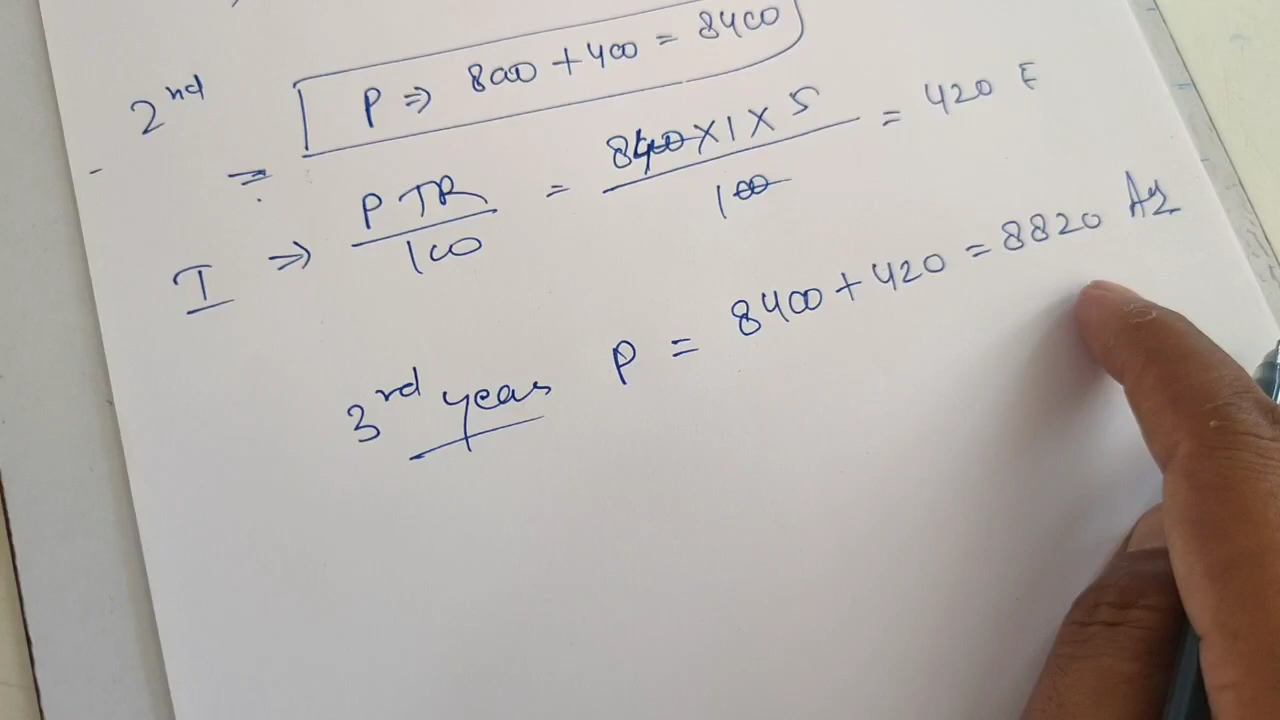 2nd = P ⇒ 800 + 400 = 8400
I ⇒ PTR/100 = 8400 X 1 X 5/100 = 420
3rd year P = 8400 + 420 = 8820